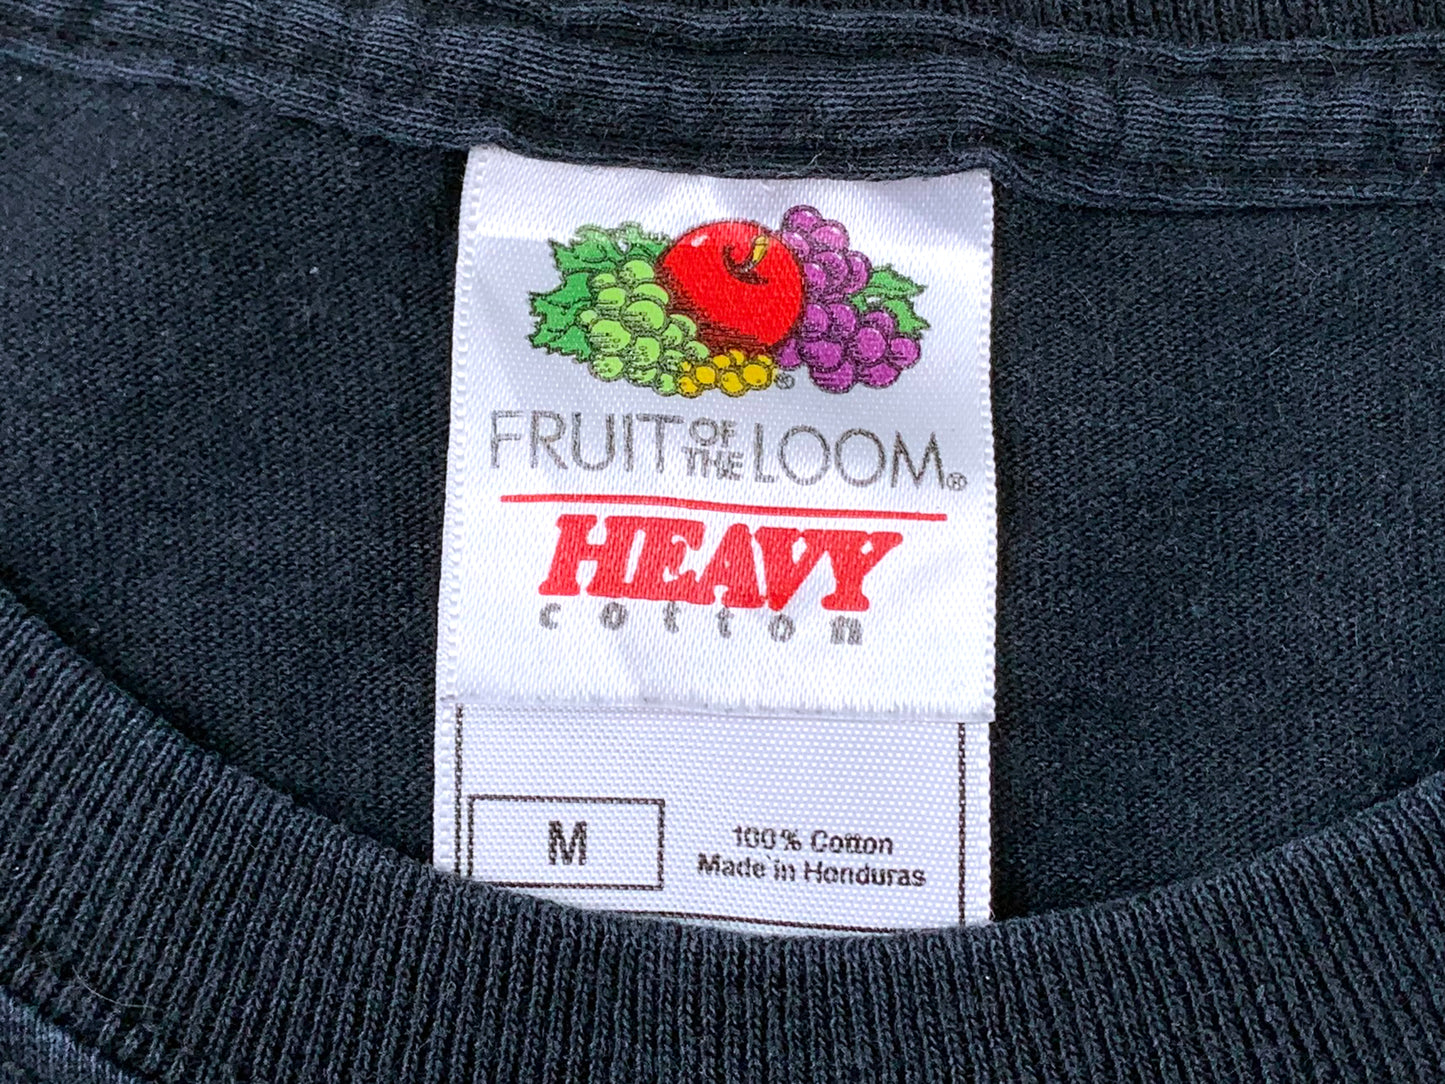 ®
FRUIT OF THE LOOM®
HEAVY
cotton
M
100% Cotton
Made in Honduras